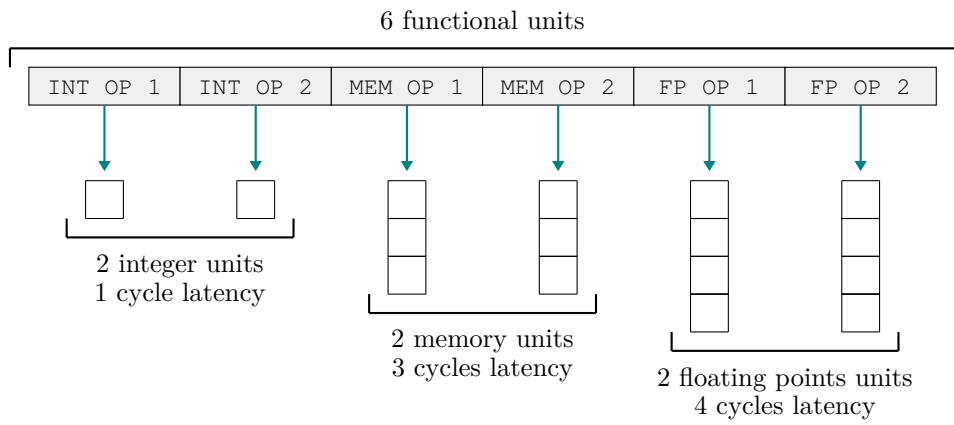 6 functional units
INT OP 1 INT OP 2 MEM OP 1 MEM OP 2 FP OP 1 FP OP 2
2 integer units
1 cycle latency
2 memory units
3 cycles latency
2 floating points units
4 cycles latency